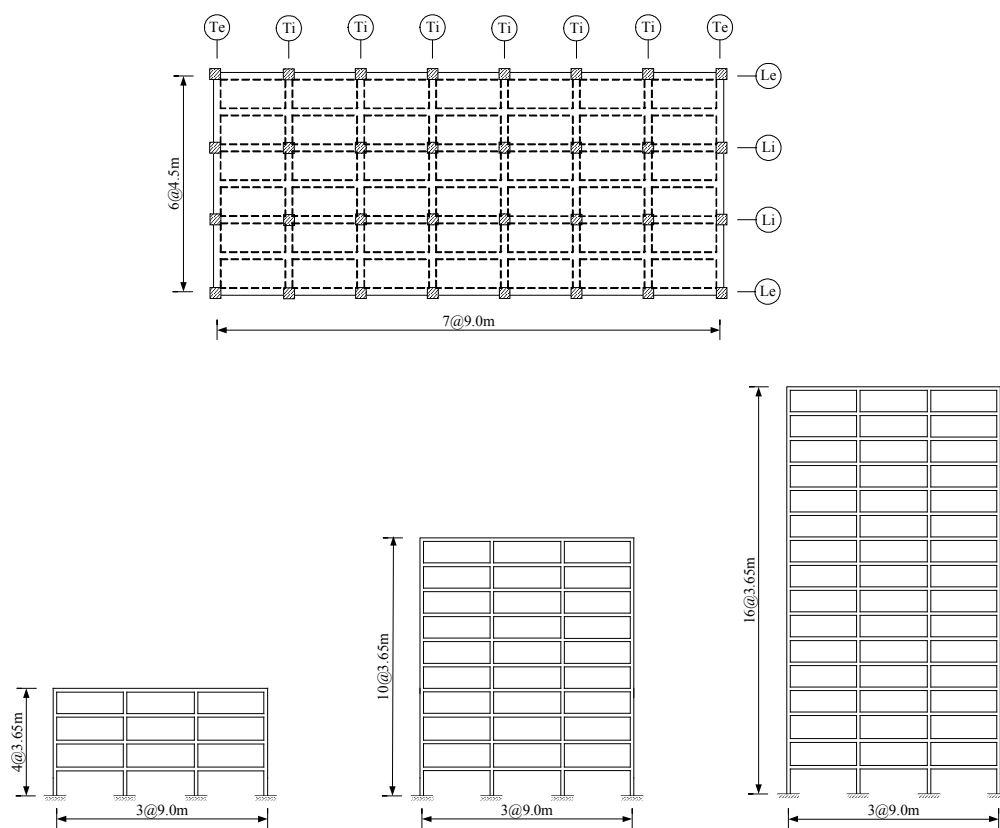 Te Ti Ti Ti Ti Ti Ti Te
Le
Li
6@4.5m
Li
Le
7@9.0m
16@3.65m
10@3.65m
4@3.65m
3@9.0m
3@9.0m
3@9.0m